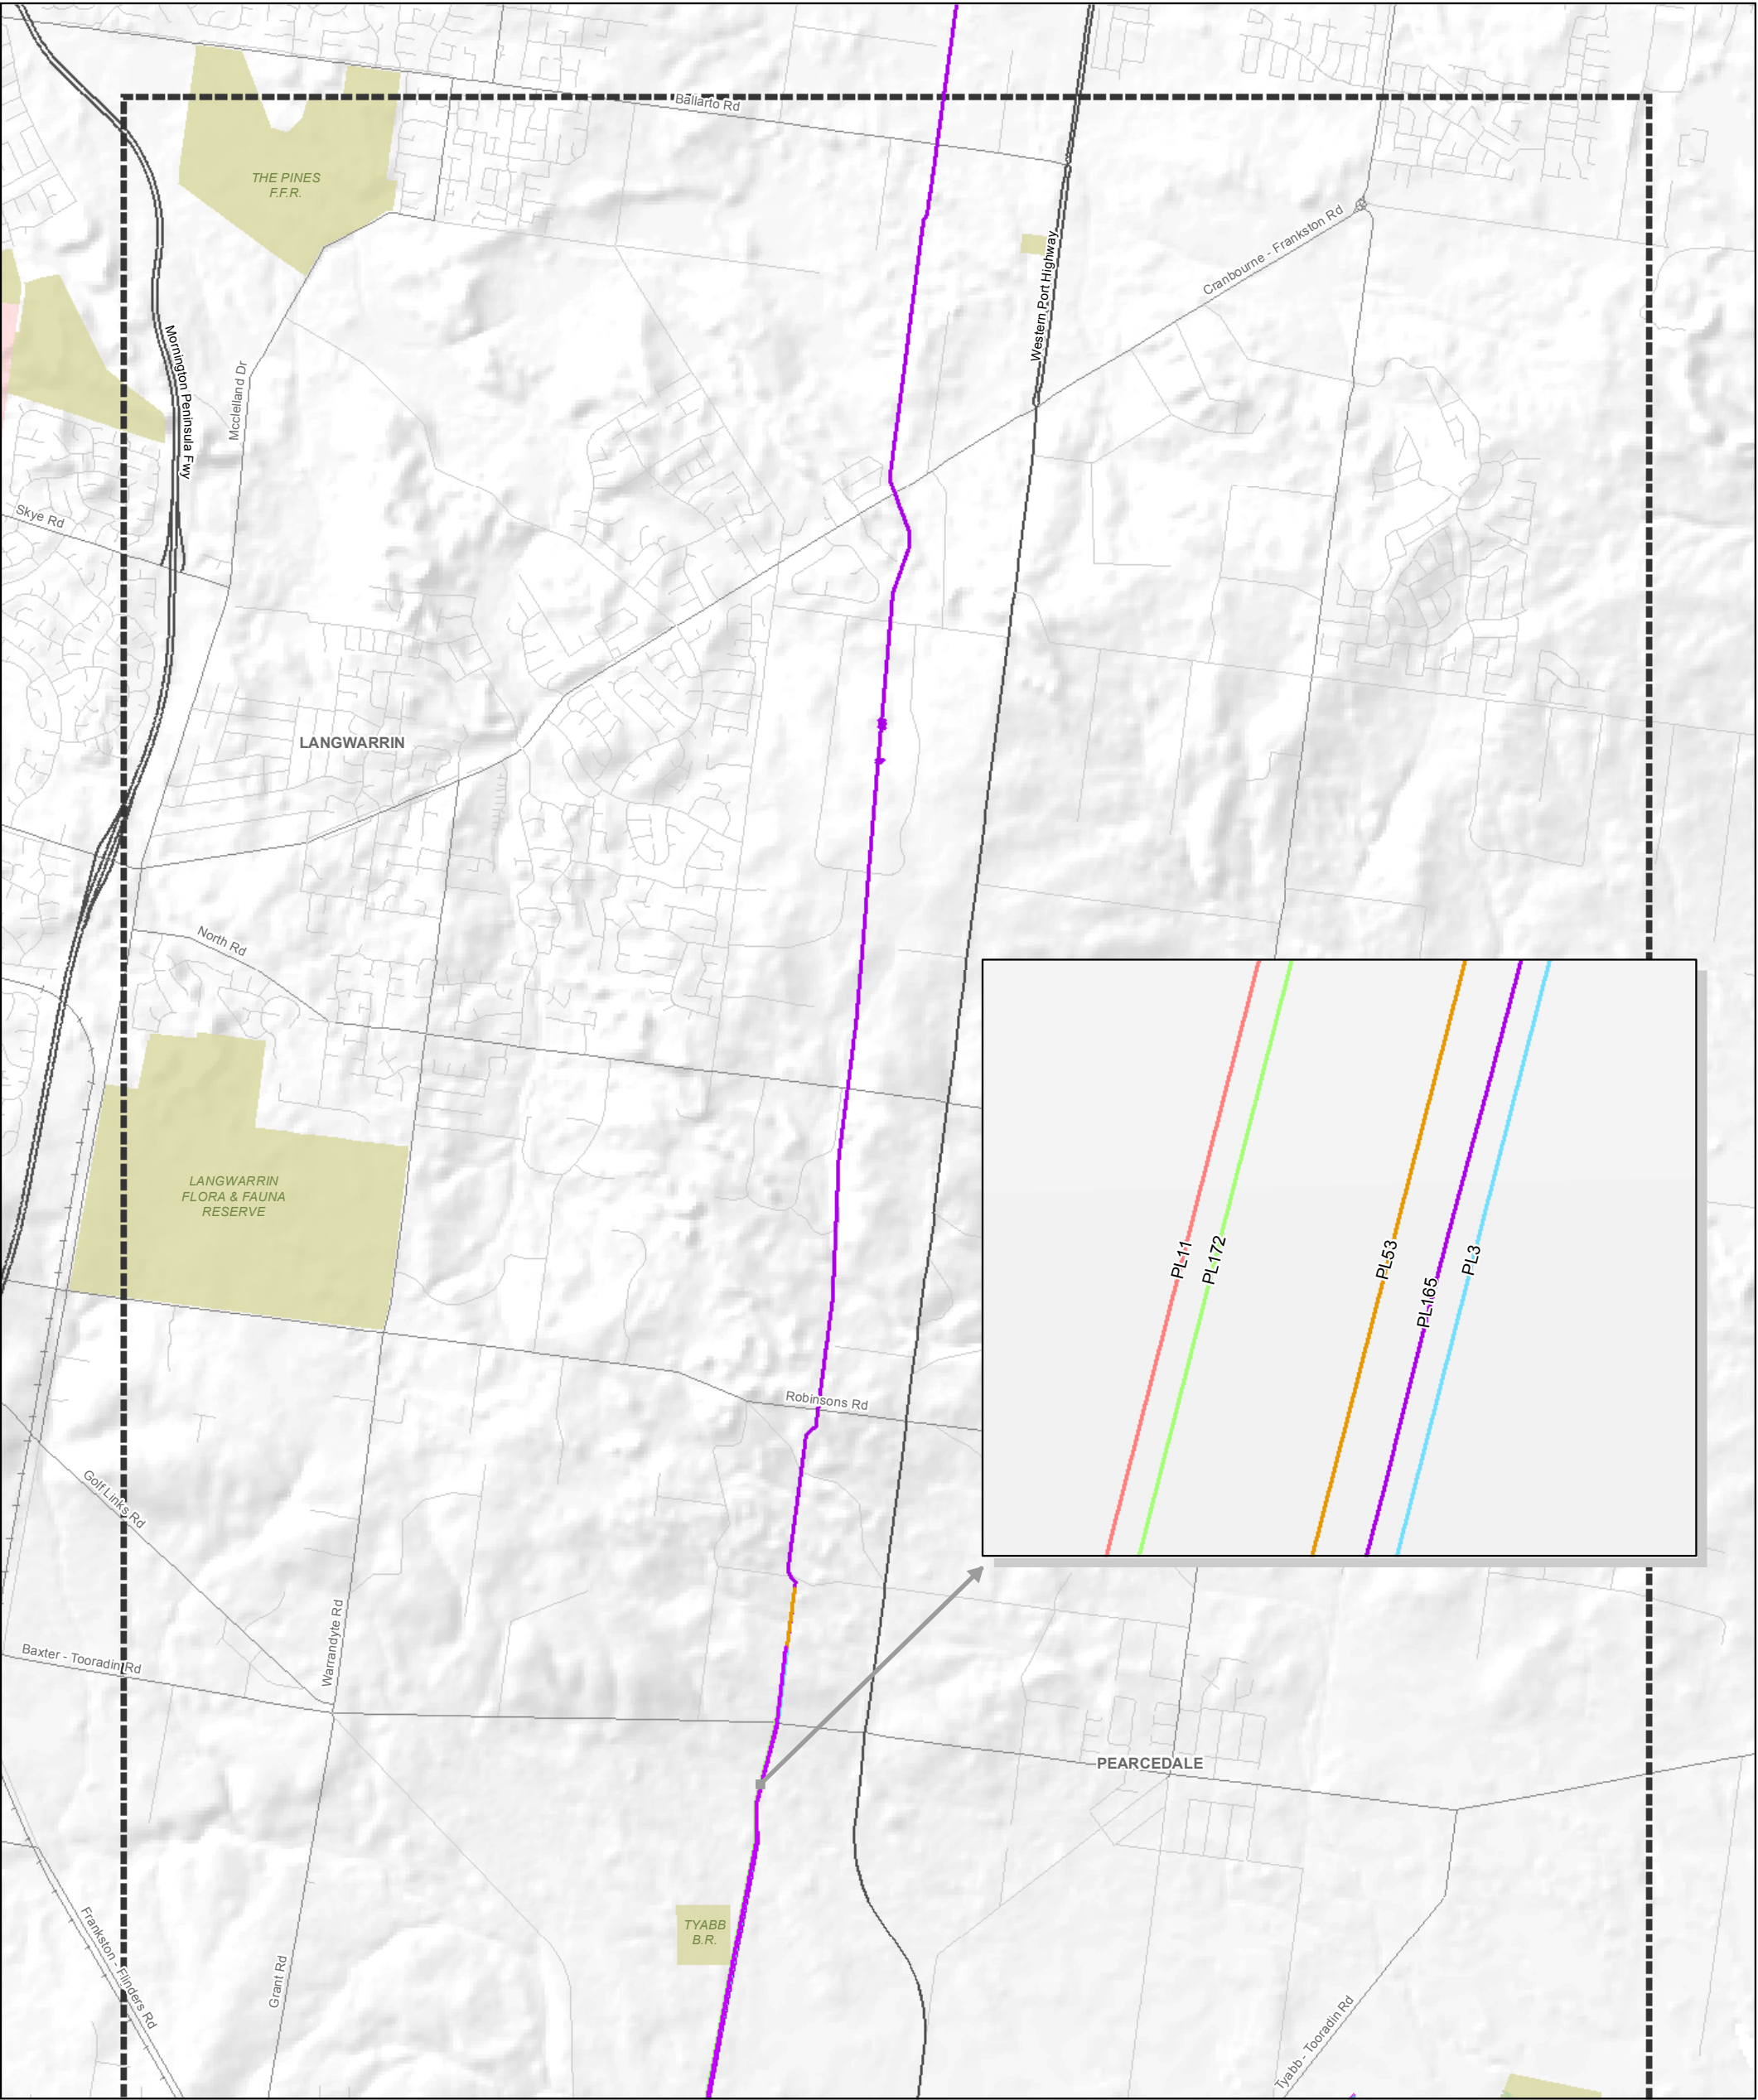 Ballarto Rd
THE PINES
F.F.R.
Cranbourne - Frankston Rd
Western Port Highway
Mornington Peninsula Fwy
Mcclelland Dr
Skye Rd
LANGWARRIN
North Rd
LANGWARRIN
FLORA & FAUNA
RESERVE
PL11
PL172
PL53
PL165
PL3
Robinsons Rd
Golf Links Rd
Warrandyte Rd
Baxter - Tooradin Rd
PEARCEDALE
TYABB
B.R.
Frankston - Flinders Rd
Grant Rd
Tyabb - Tooradin Rd